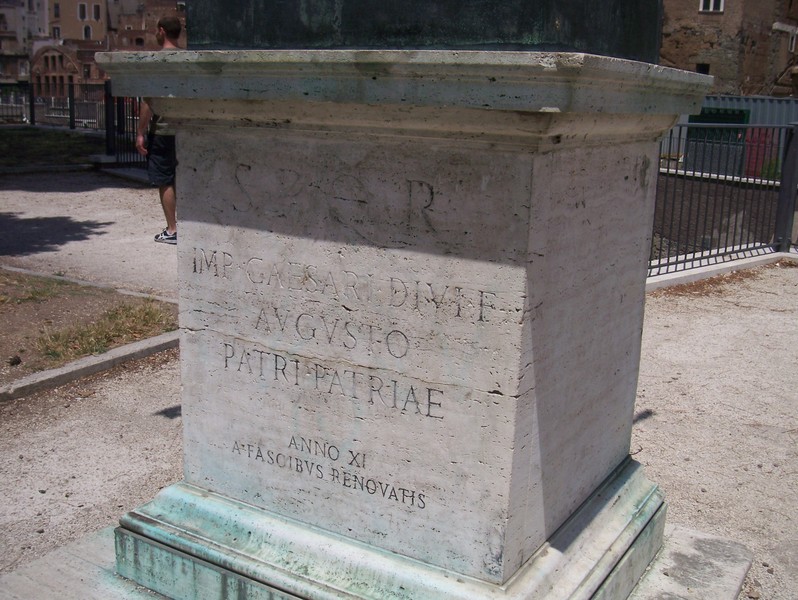 S·P·Q·R
IMP·CAESARI·DIVI·F
AVGVSTO
PATRI·PATRIAE
ANNO XI
A·FASCIBVS RENOVATIS